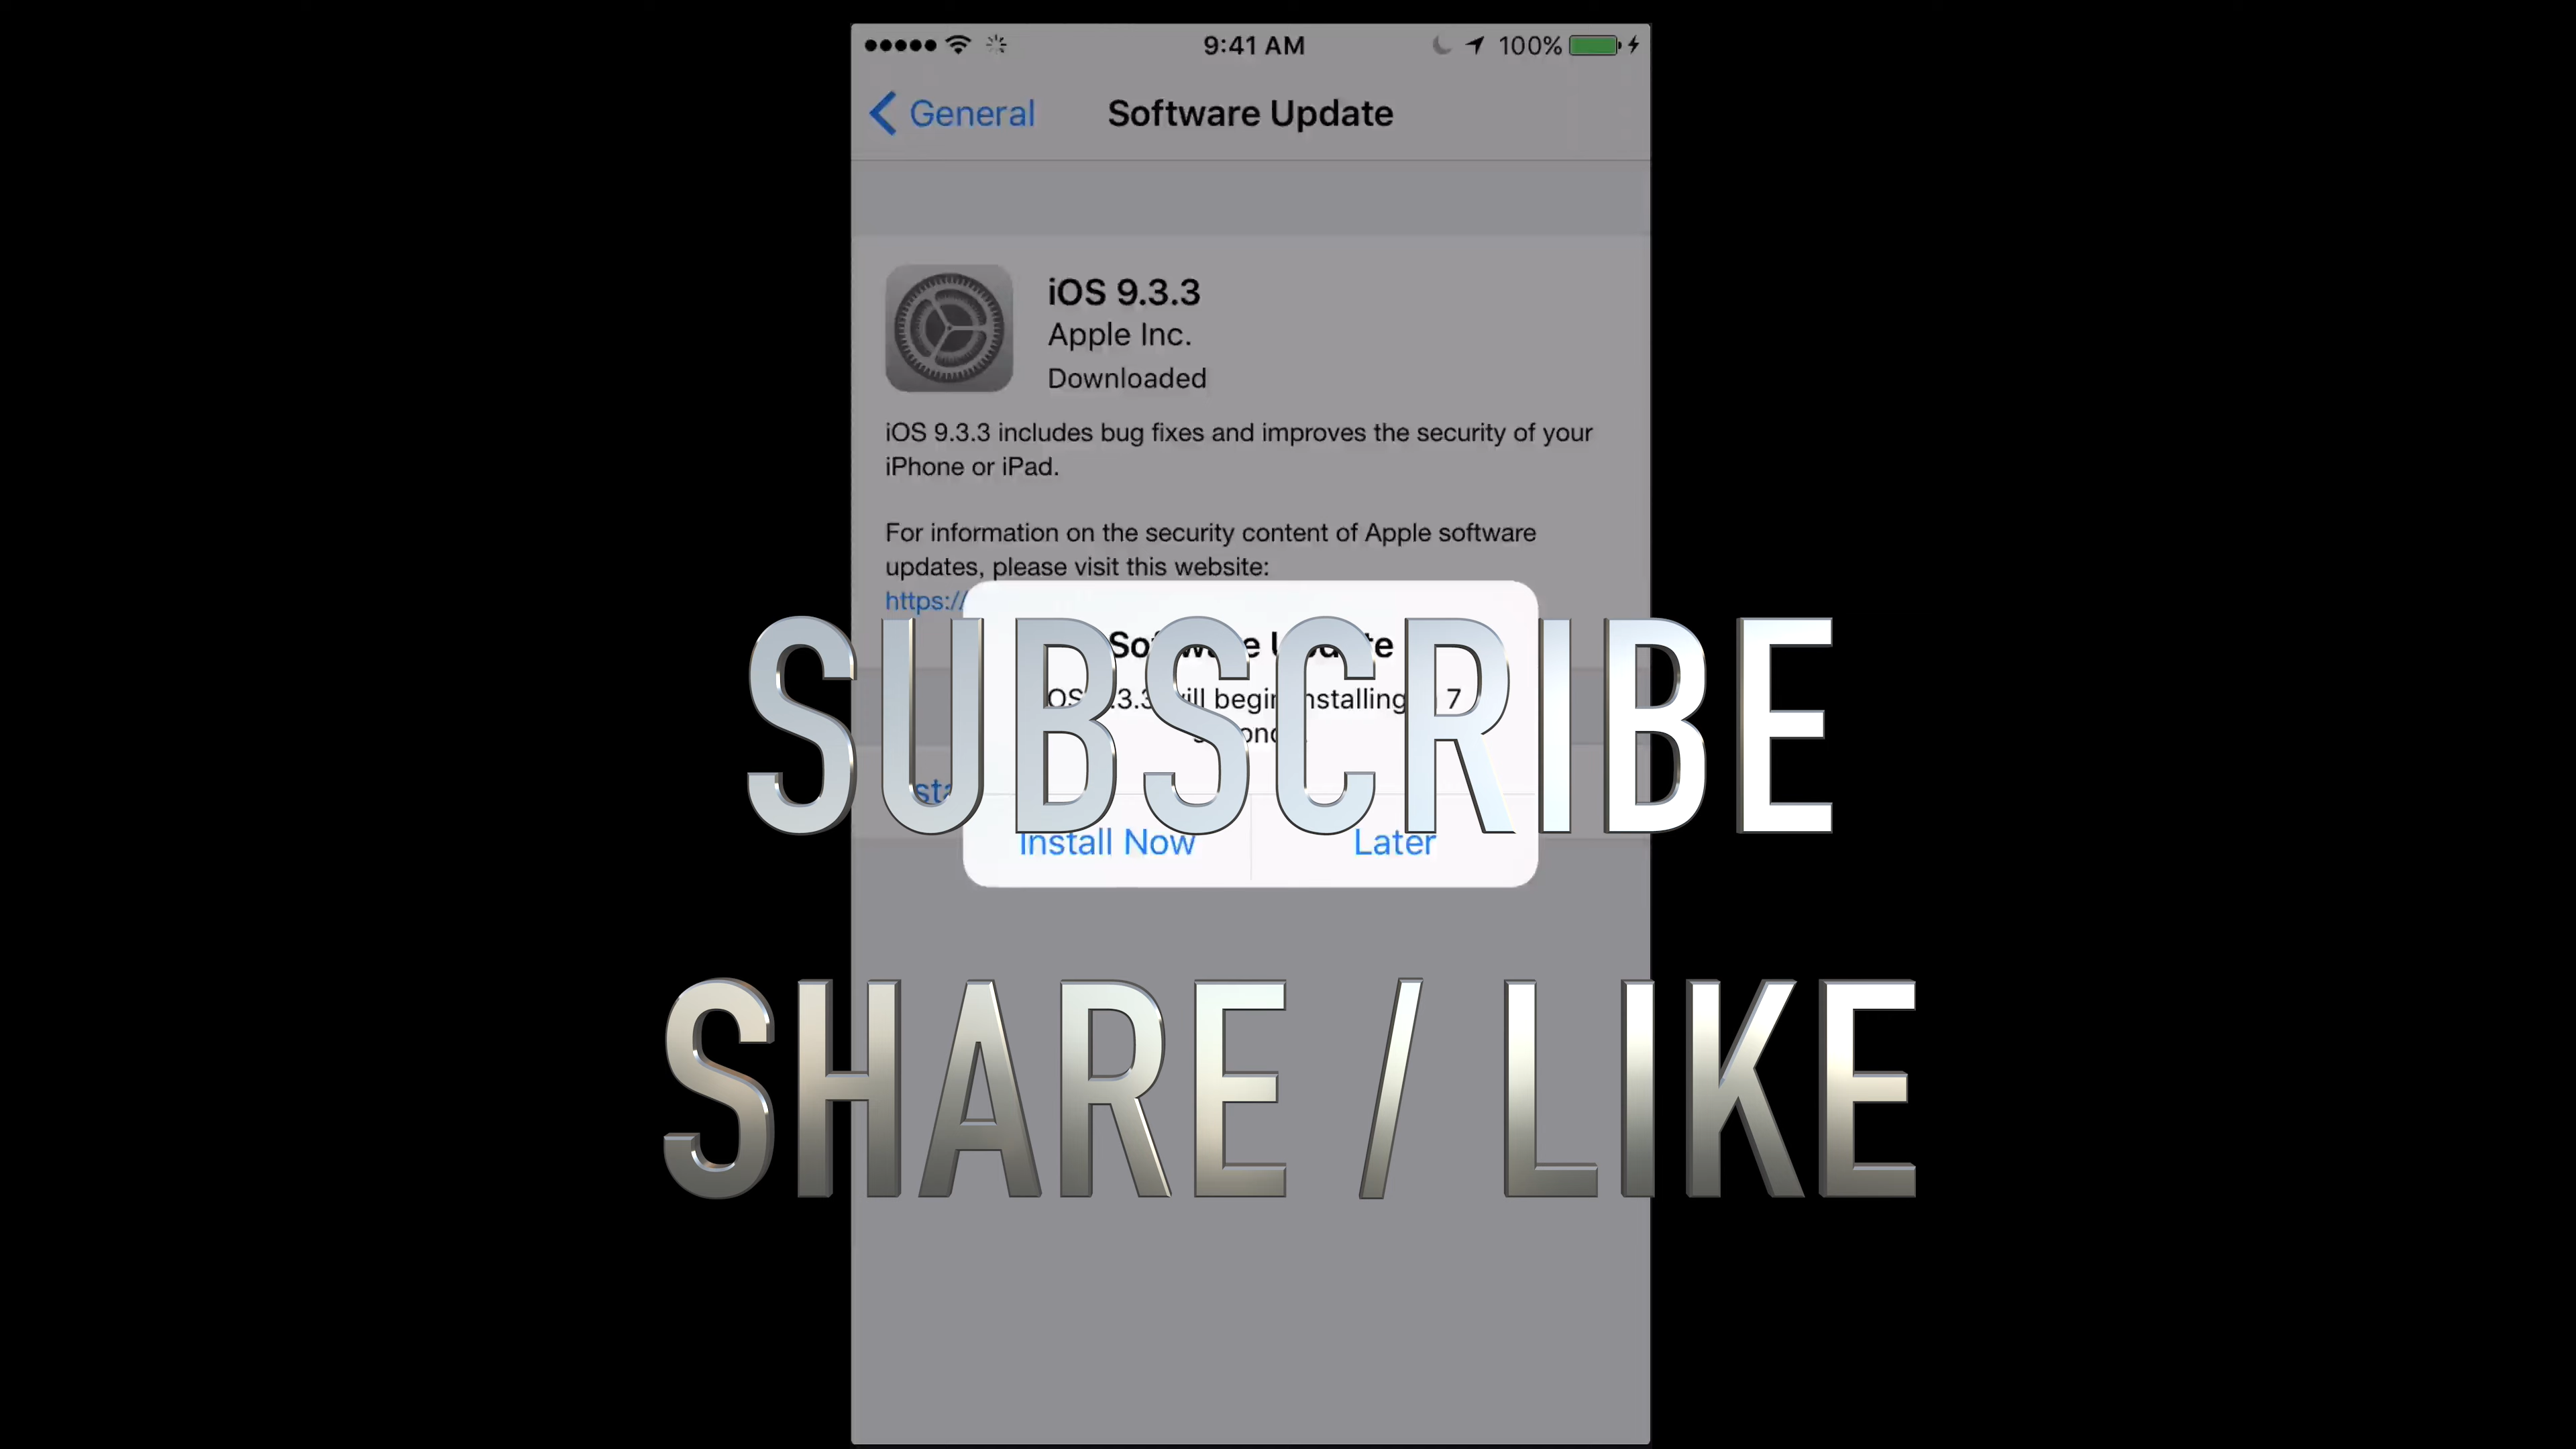 9:41 AM 100%
General Software Update
iOS 9.3.3
Apple Inc.
Downloaded
iOS 9.3.3 includes bug fixes and improves the security of your
iPhone or iPad.
For information on the security content of Apple software
updates, please visit this website:
https://
Software Update
SUBSCRIBE
Install Now Later
SHARE / LIKE